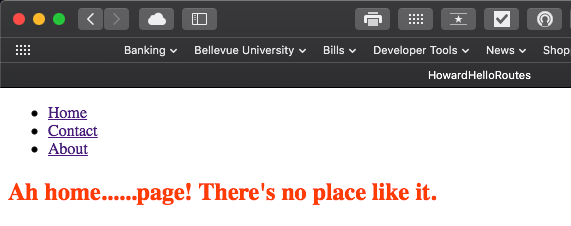 Banking Bellevue University Bills Developer Tools News Shop
HowardHelloRoutes
Home
Contact
About
Ah home......page! There's no place like it.